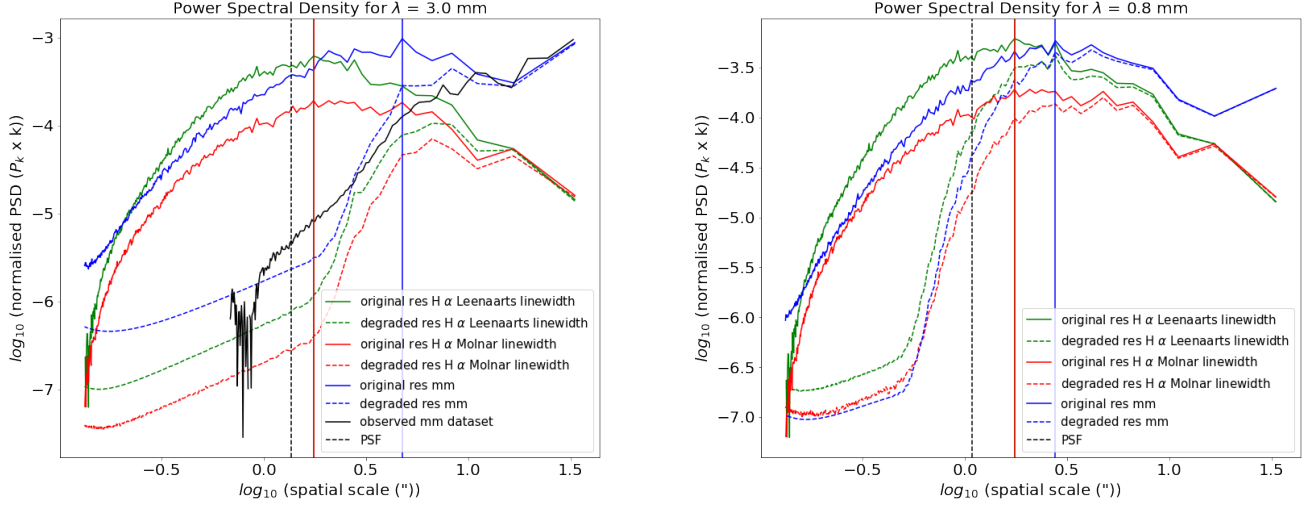 Power Spectral Density for λ = 3.0 mm
log10 (normalised PSD (Pk x k))
−3
−4
−5
−6
−7
original res H α Leenaarts linewidth
degraded res H α Leenaarts linewidth
original res H α Molnar linewidth
degraded res H α Molnar linewidth
original res mm
degraded res mm
observed mm dataset
PSF
−0.5 0.0 0.5 1.0 1.5
log10 (spatial scale ("))
Power Spectral Density for λ = 0.8 mm
log10 (normalised PSD (Pk x k))
−3.5
−4.0
−4.5
−5.0
−5.5
−6.0
−6.5
−7.0
original res H α Leenaarts linewidth
degraded res H α Leenaarts linewidth
original res H α Molnar linewidth
degraded res H α Molnar linewidth
original res mm
degraded res mm
PSF
−0.5 0.0 0.5 1.0 1.5
log10 (spatial scale ("))